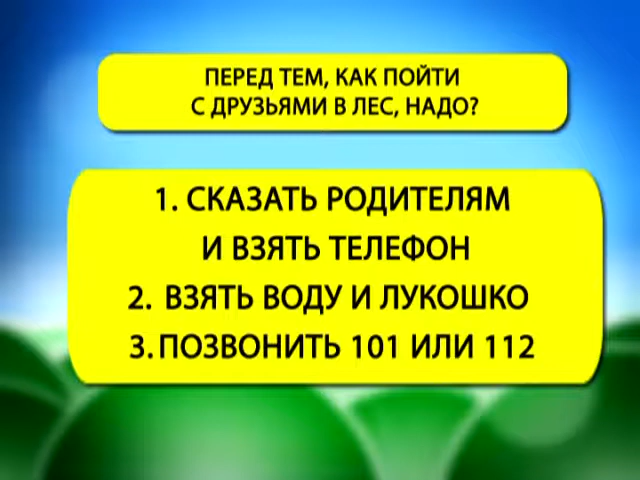 ПЕРЕД ТЕМ, КАК ПОЙТИ
С ДРУЗЬЯМИ В ЛЕС, НАДО?
1. СКАЗАТЬ РОДИТЕЛЯМ
И ВЗЯТЬ ТЕЛЕФОН
2. ВЗЯТЬ ВОДУ И ЛУКОШКО
3. ПОЗВОНИТЬ 101 ИЛИ 112